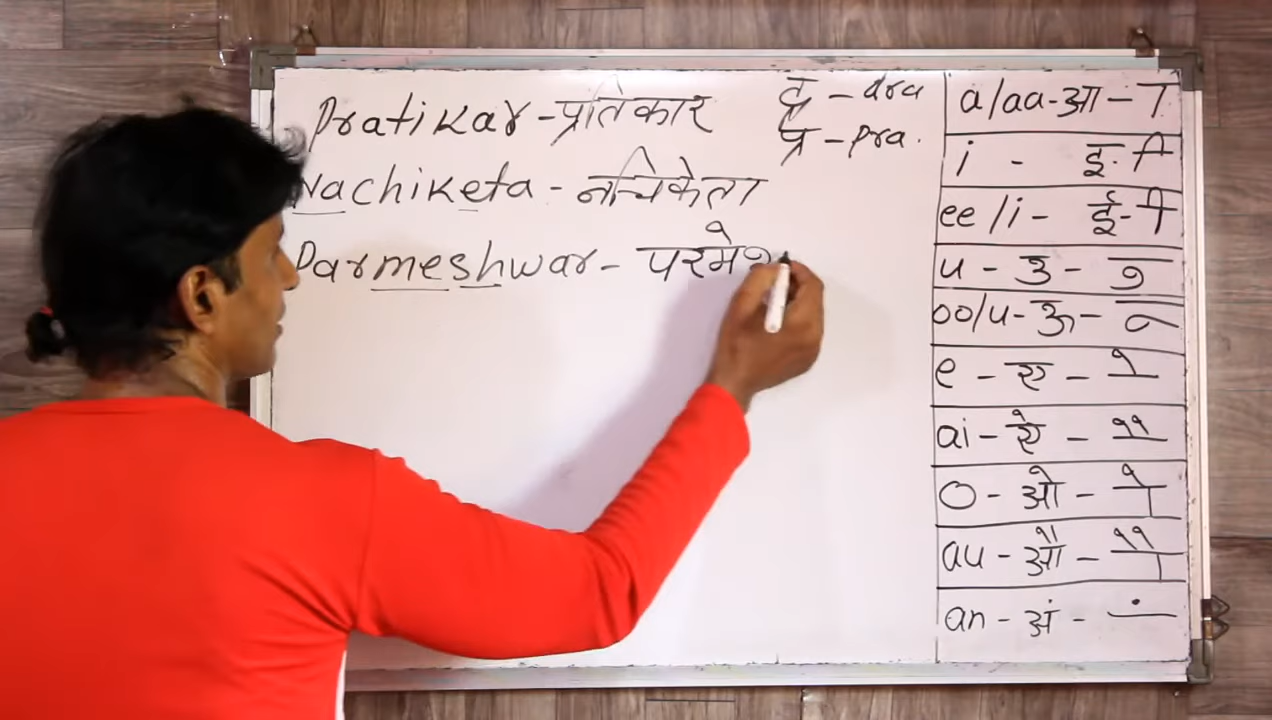 Pratikar - प्रतिकार
Nachiketa - नचिकेता
Parmeshwar - परमेश
द्र - dra
प्र - pra.
a/aa - आ - ा
i - इ - ि
ee/i - ई - ी
u - उ - ु
oo/u - ऊ - ू
e - ए - े
ai - ऐ - ै
o - ओ - ो
au - औ - ौ
an - अं - ं